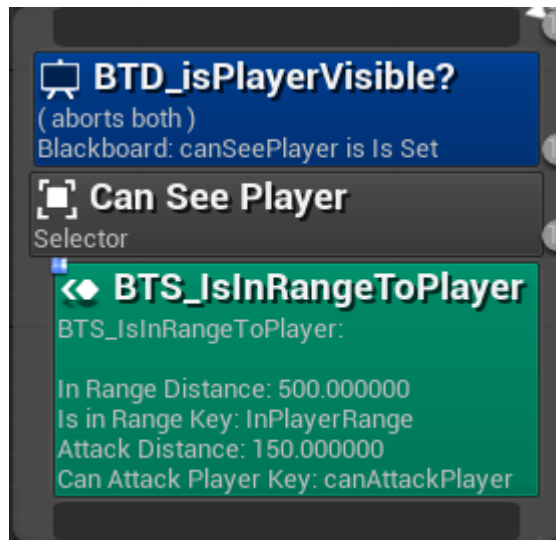 BTD_isPlayerVisible?
( aborts both )
Blackboard: canSeePlayer is Is Set
Can See Player
Selector
BTS_IsInRangeToPlayer
BTS_IsInRangeToPlayer:
In Range Distance: 500.000000
Is in Range Key: InPlayerRange
Attack Distance: 150.000000
Can Attack Player Key: canAttackPlayer